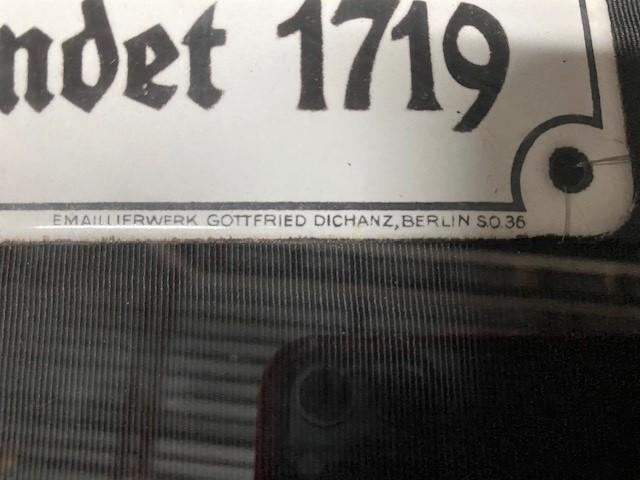 ndet 1719
EMAILLIERWERK GOTTFRIED DICHANZ, BERLIN S.O.36